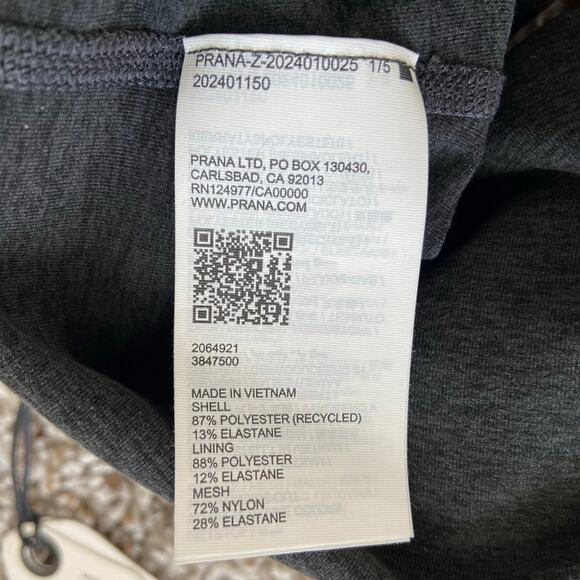 PRANA-Z-2024010025 1/5
202401150
PRANA LTD, PO BOX 130430,
CARLSBAD, CA 92013
RN124977/CA00000
WWW.PRANA.COM
2064921
3847500
MADE IN VIETNAM
SHELL
87% POLYESTER (RECYCLED)
13% ELASTANE
LINING
88% POLYESTER
12% ELASTANE
MESH
72% NYLON
28% ELASTANE